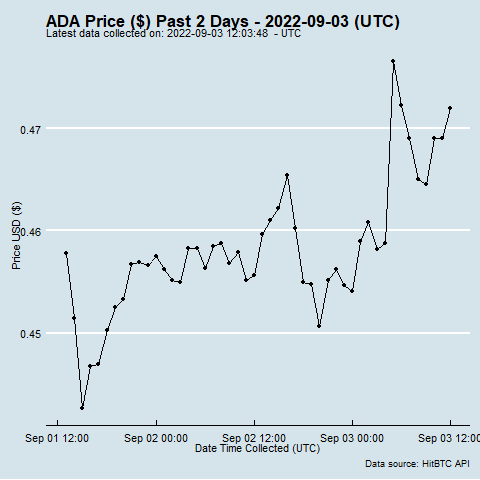 ADA Price ($) Past 2 Days - 2022-09-03 (UTC)
Latest data collected on: 2022-09-03 12:03:48 - UTC
0.47
0.46
0.45
Price USD ($)
Sep 01 12:00 Sep 02 00:00 Sep 02 12:00 Sep 03 00:00 Sep 03 12:00
Date Time Collected (UTC)
Data source: HitBTC API